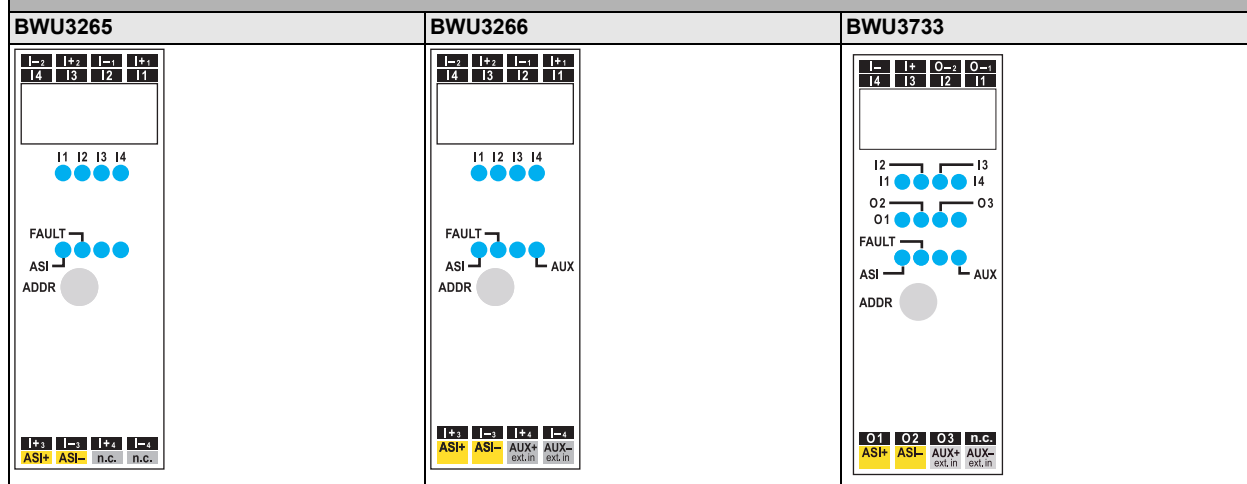 BWU3265 BWU3266 BWU3733
I–2 I+2 I–1 I+1
I4 I3 I2 I1
I1 I2 I3 I4
FAULT
ASI
ADDR
I+3 I–3 I+4 I–4
ASI+ ASI– n.c. n.c.
I–2 I+2 I–1 I+1
I4 I3 I2 I1
I1 I2 I3 I4
FAULT
ASI AUX
ADDR
I+3 I–3 I+4 I–4
ASI+ ASI– AUX+ AUX–
ext.in ext.in
I– I+ O–2 O–1
I4 I3 I2 I1
I2 I3
I1 I4
O2 O3
O1
FAULT
ASI AUX
ADDR
O1 O2 O3 n.c.
ASI+ ASI– AUX+ AUX–
ext.in ext.in